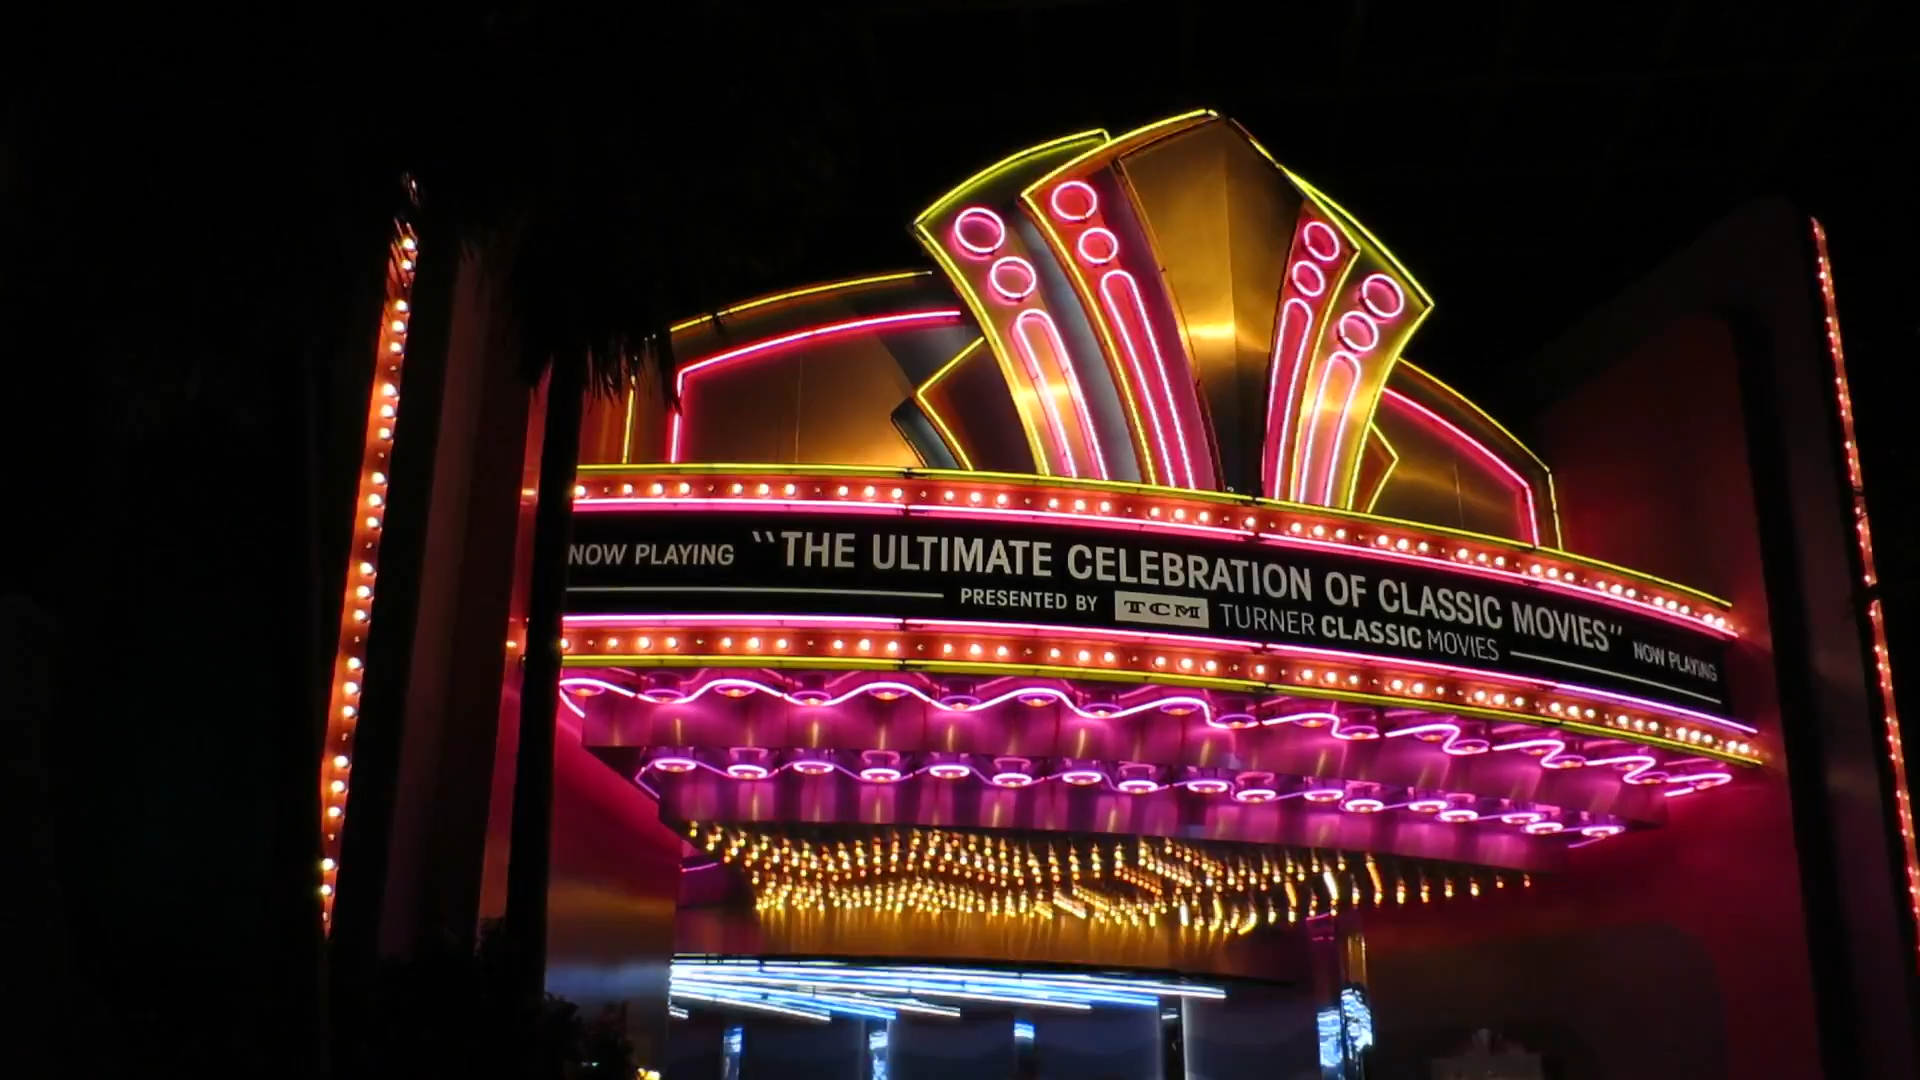 NOW PLAYING "THE ULTIMATE CELEBRATION OF CLASSIC MOVIES" NOW PLAYING
PRESENTED BY TCM TURNER CLASSIC MOVIES